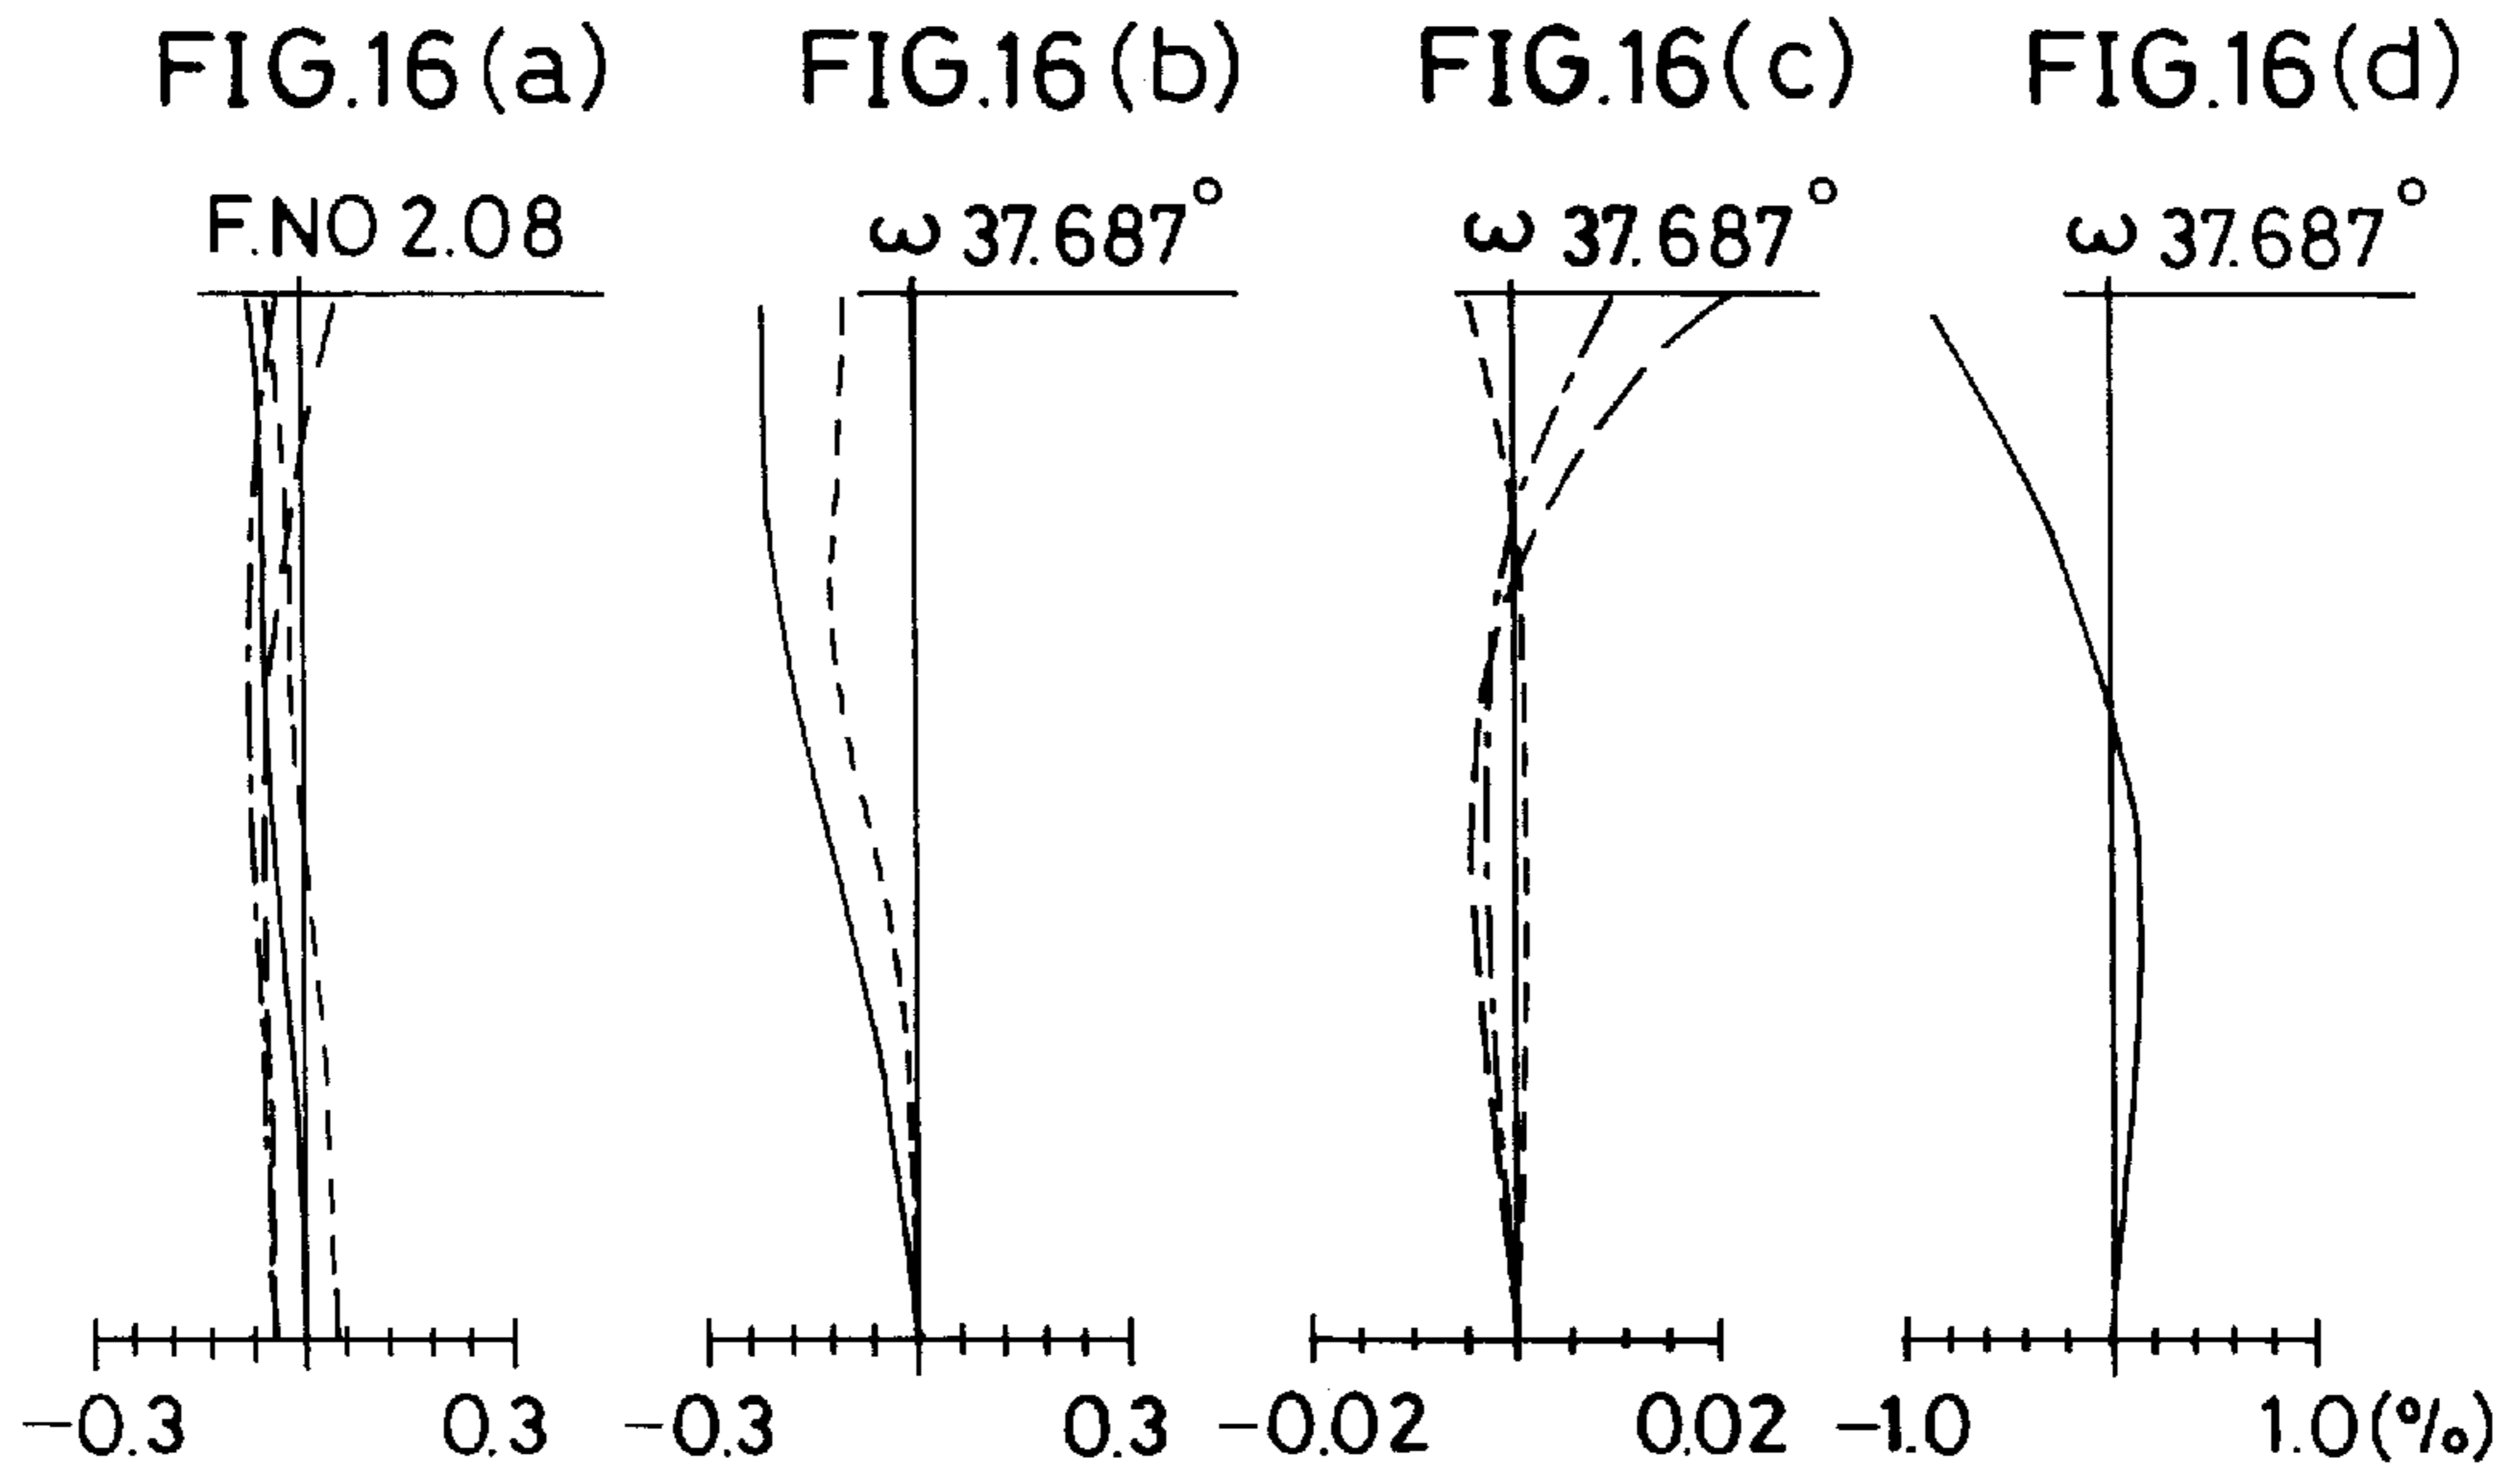 FIG.16(a) FIG.16(b) FIG.16(c) FIG.16(d)
F.NO 2.08 ω 37.687° ω 37.687° ω 37.687°
-0.3 0.3 -0.3 0.3 -0.02 0.02 -1.0 1.0(%)